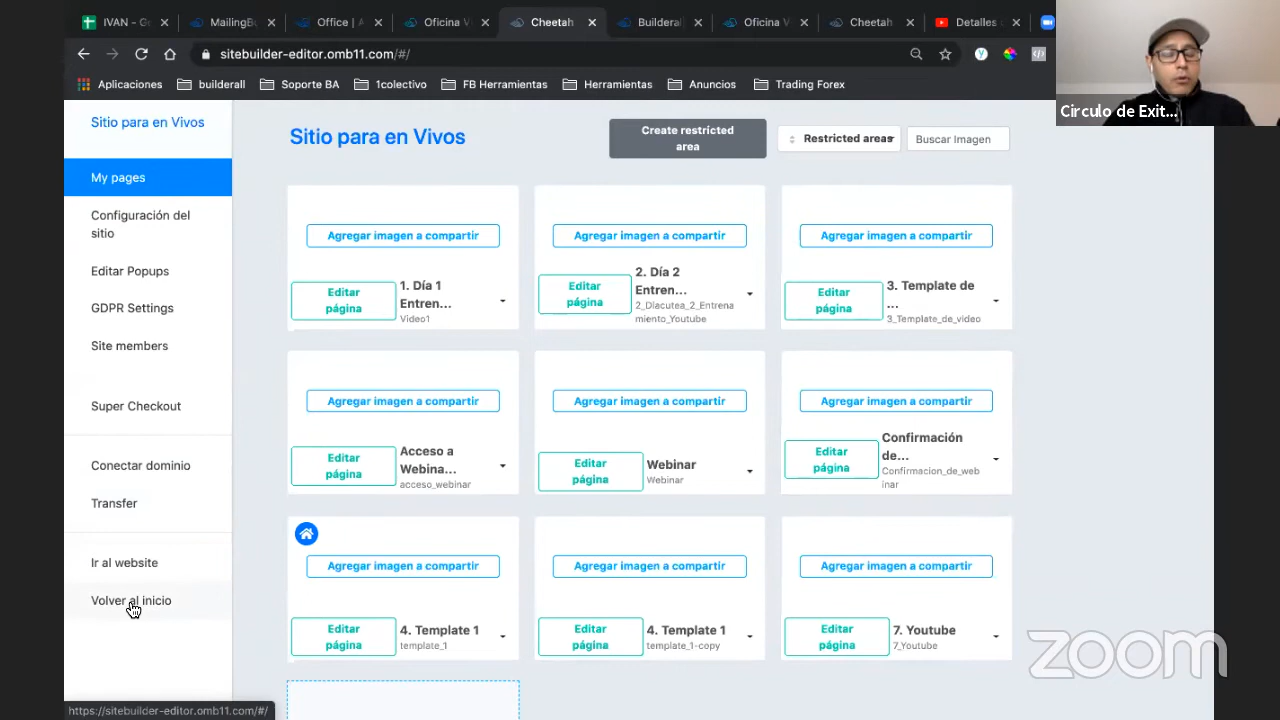 IVAN - Ge
MailingBo
Office | A
Oficina V
Cheetah
Builderal
Oficina V
Cheetah
Detalles
sitebuilder-editor.omb11.com/#/
Aplicaciones
builderall
Soporte BA
1colectivo
FB Herramientas
Herramientas
Anuncios
Trading Forex
Circulo de Exit...
Sitio para en Vivos
My pages
Configuración del
sitio
Editar Popups
GDPR Settings
Site members
Super Checkout
Conectar dominio
Transfer
Ir al website
Volver al inicio
Sitio para en Vivos
Create restricted
area
Restricted areas
Buscar Imagen
Agregar imagen a compartir
Editar
página
1. Día 1
Entren...
Video1
Agregar imagen a compartir
Editar
página
2. Día 2
Entren...
2_Diacutea_2_Entrena
miento_Youtube
Agregar imagen a compartir
Editar
página
3. Template de
...
3_Template_de_video
Agregar imagen a compartir
Editar
página
Acceso a
Webina...
acceso_webinar
Agregar imagen a compartir
Editar
página
Webinar
Webinar
Agregar imagen a compartir
Editar
página
Confirmación
de...
Confirmacion_de_web
inar
Agregar imagen a compartir
Editar
página
4. Template 1
template_1
Agregar imagen a compartir
Editar
página
4. Template 1
template_1-copy
Agregar imagen a compartir
Editar
página
7. Youtube
7_Youtube
https://sitebuilder-editor.omb11.com/#/
zoom